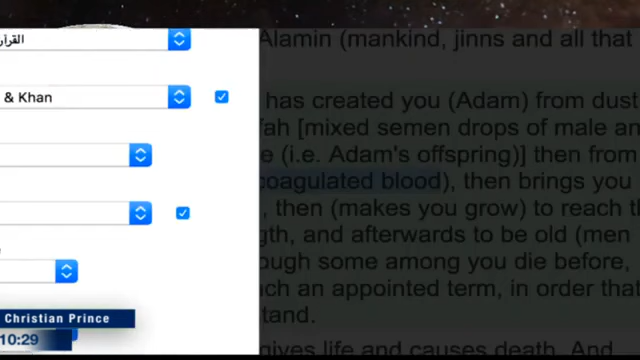 القرآن
Alamin (mankind, jinns and all that
& Khan
has created you (Adam) from dust
fah [mixed semen drops of male an
e (i.e. Adam's offspring)] then from
coagulated blood), then brings you
, then (makes you grow) to reach t
gth, and afterwards to be old (men
ough some among you die before,
ch an appointed term, in order that
tand.
Christian Prince
10:29
gives life and causes death. And